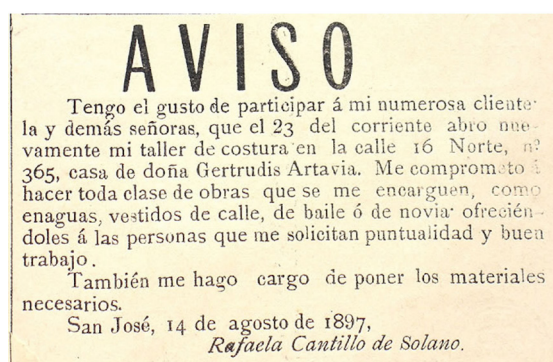 AVISO
Tengo el gusto de participar á mi numerosa cliente-
la y demás señoras, que el 23 del corriente abro nue-
vamente mi taller de costura en la calle 16 Norte, nº
365, casa de doña Gertrudis Artavia. Me comprometo á
hacer toda clase de obras que se me encarguen, como
enaguas, vestidos de calle, de baile ó de novia· ofrecién-
doles á las personas que me solicitan puntualidad y buen
trabajo.
También me hago cargo de poner los materiales
necesarios.
San José, 14 de agosto de 1897,
Rafaela Cantillo de Solano.